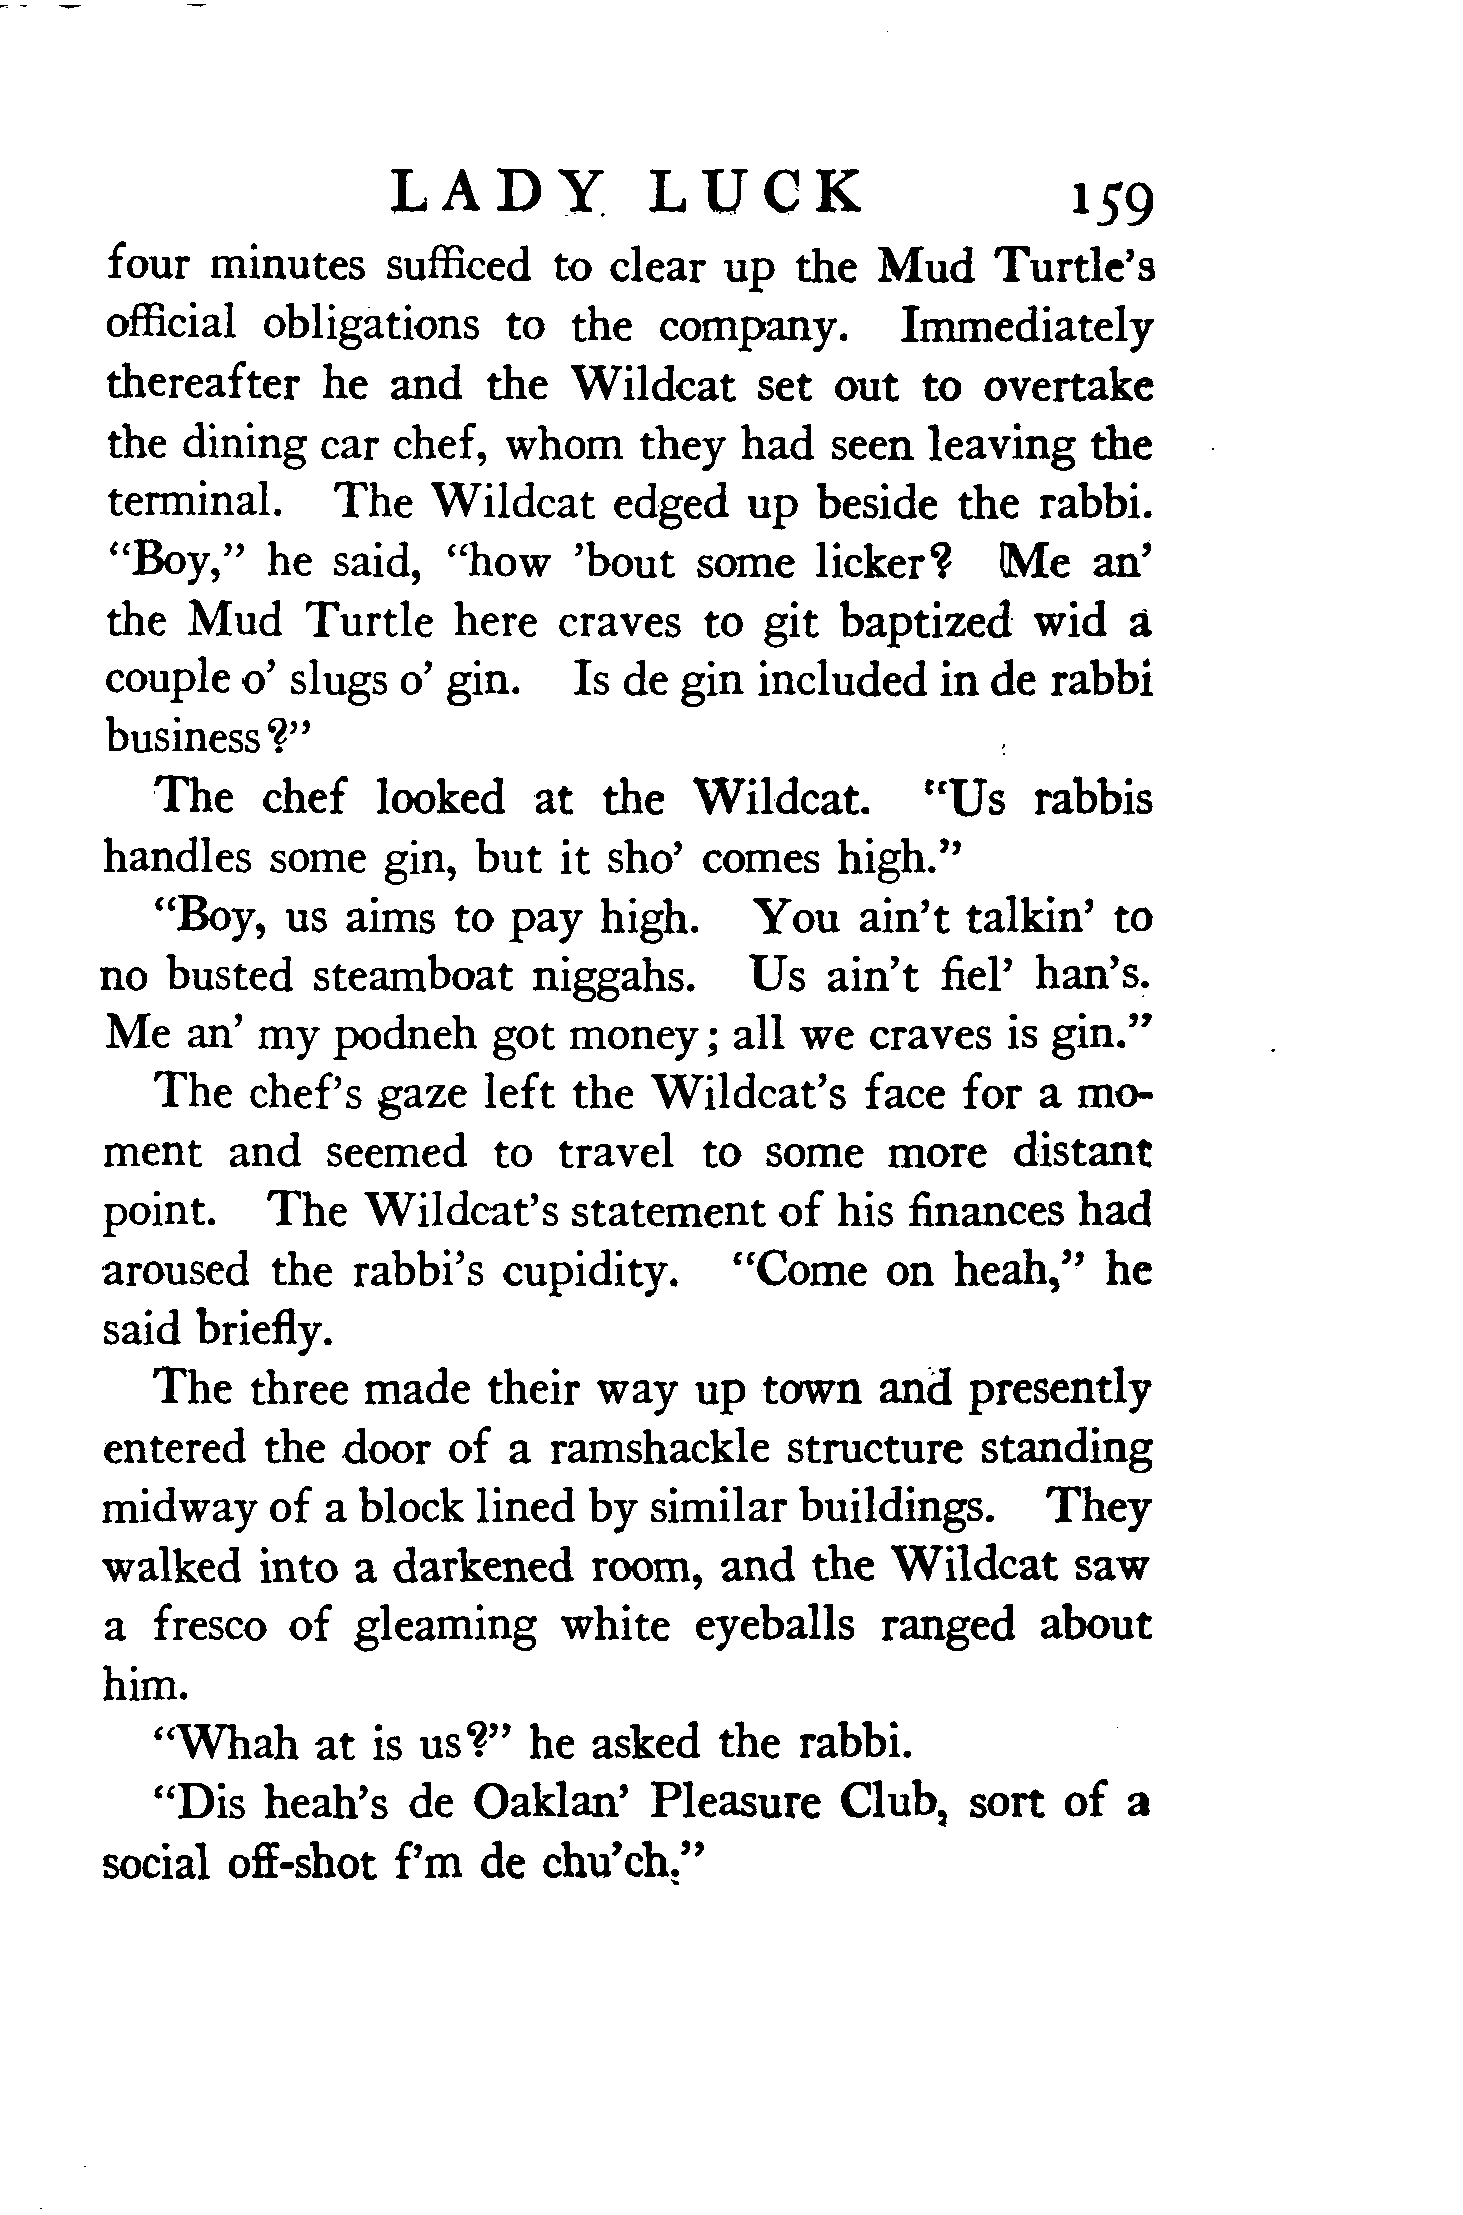 LADY LUCK 159
four minutes sufficed to clear up the Mud Turtle's
official obligations to the company. Immediately
thereafter he and the Wildcat set out to overtake
the dining car chef, whom they had seen leaving the
terminal. The Wildcat edged up beside the rabbi.
“Boy,” he said, “how ’bout some licker? Me an’
the Mud Turtle here craves to git baptized wid a
couple o’ slugs o’ gin. Is de gin included in de rabbi
business?”
The chef looked at the Wildcat. “Us rabbis
handles some gin, but it sho’ comes high.”
“Boy, us aims to pay high. You ain’t talkin’ to
no busted steamboat niggahs. Us ain’t fiel’ han’s.
Me an’ my podneh got money; all we craves is gin.”
The chef’s gaze left the Wildcat’s face for a mo-
ment and seemed to travel to some more distant
point. The Wildcat’s statement of his finances had
aroused the rabbi’s cupidity. “Come on heah,” he
said briefly.
The three made their way up town and presently
entered the door of a ramshackle structure standing
midway of a block lined by similar buildings. They
walked into a darkened room, and the Wildcat saw
a fresco of gleaming white eyeballs ranged about
him.
“Whah at is us?” he asked the rabbi.
“Dis heah’s de Oaklan’ Pleasure Club, sort of a
social off-shot f’m de chu’ch.”